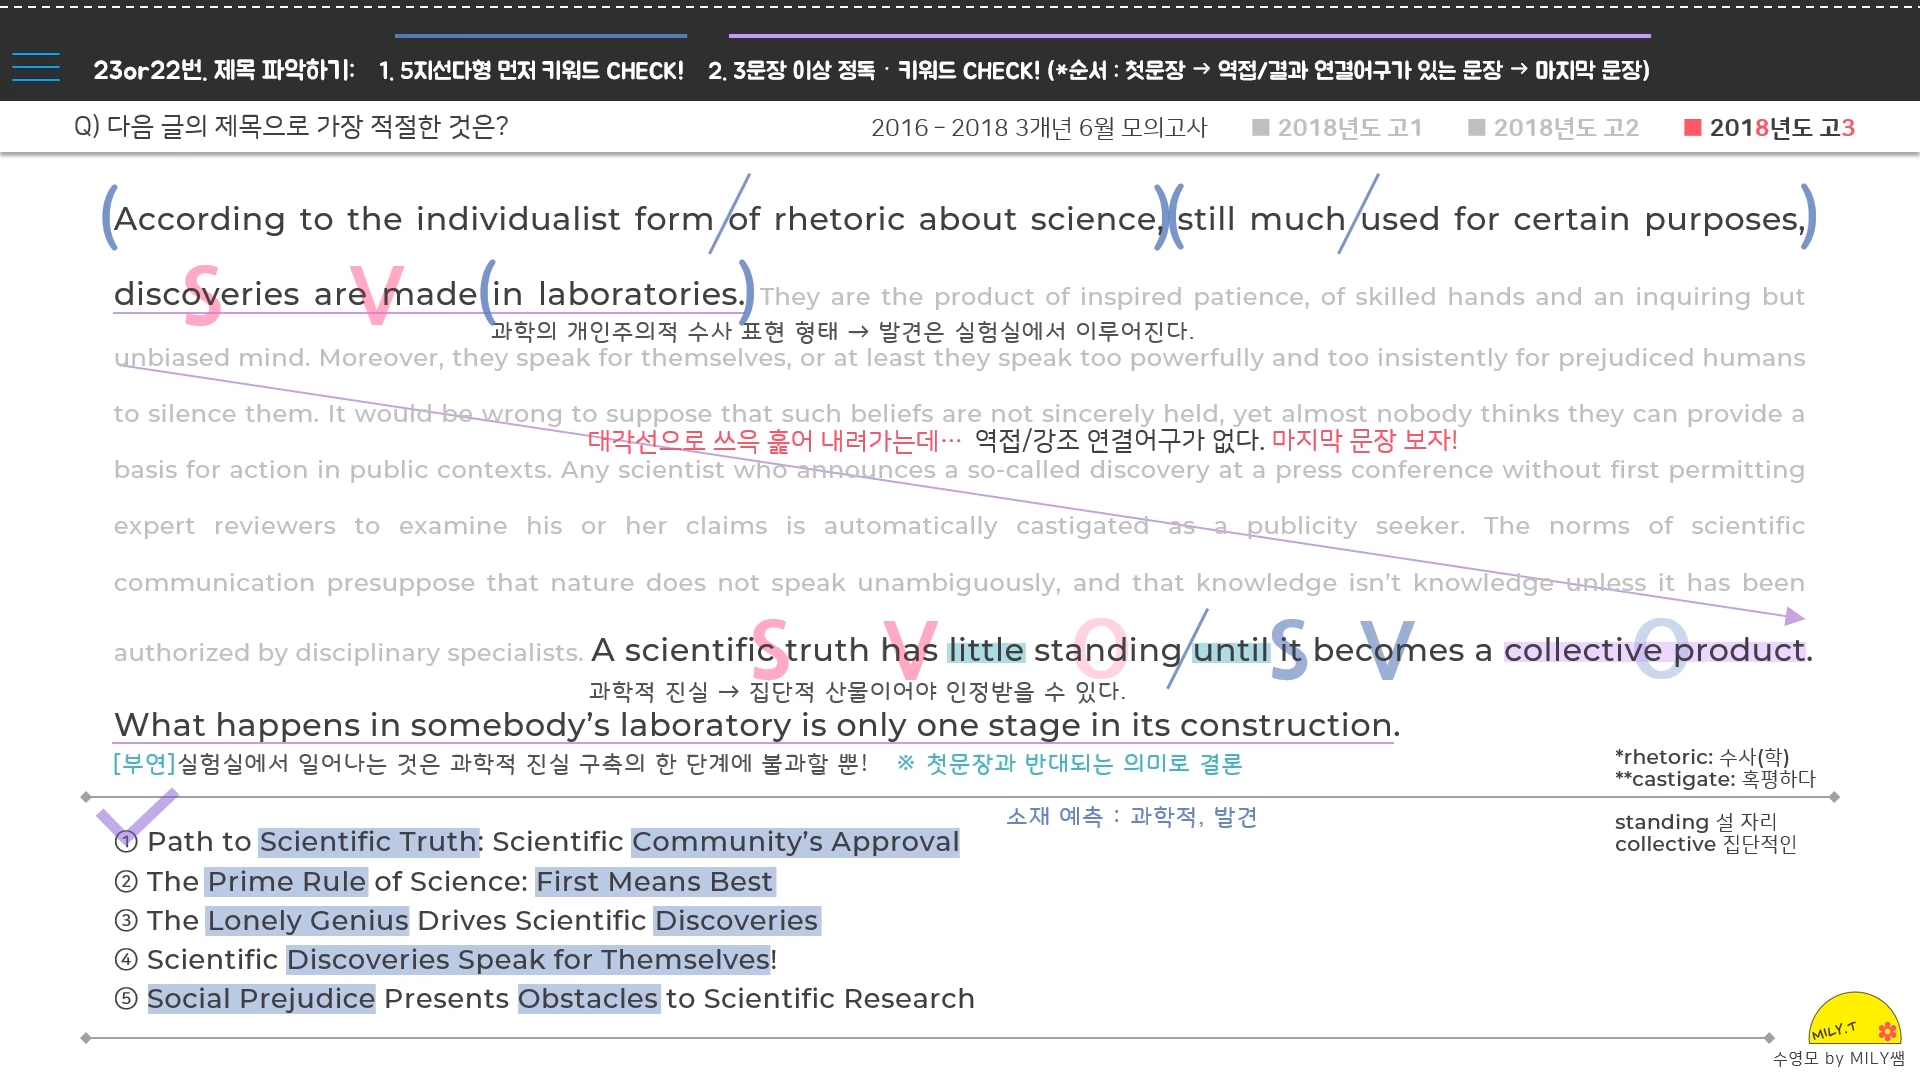 23or22번. 제목 파악하기: 1. 5지선다형 먼저 키워드 CHECK! 2. 3문장 이상 정독 · 키워드 CHECK! (*순서 : 첫문장 → 역접/결과 연결어구가 있는 문장 → 마지막 문장)
Q) 다음 글의 제목으로 가장 적절한 것은? 2016 – 2018 3개년 6월 모의고사 ■ 2018년도 고1 ■ 2018년도 고2 ■ 2018년도 고3
(According to the individualist form / of rhetoric about science,) (still much / used for certain purposes,)
S V
discoveries are made (in laboratories.) They are the product of inspired patience, of skilled hands and an inquiring but
과학의 개인주의적 수사 표현 형태 → 발견은 실험실에서 이루어진다.
unbiased mind. Moreover, they speak for themselves, or at least they speak too powerfully and too insistently for prejudiced humans
to silence them. It would be wrong to suppose that such beliefs are not sincerely held, yet almost nobody thinks they can provide a
대각선으로 쓰윽 훑어 내려가는데··· 역접/강조 연결어구가 없다. 마지막 문장 보자!
basis for action in public contexts. Any scientist who announces a so-called discovery at a press conference without first permitting
expert reviewers to examine his or her claims is automatically castigated as a publicity seeker. The norms of scientific
communication presuppose that nature does not speak unambiguously, and that knowledge isn’t knowledge unless it has been
S V O S V O
authorized by disciplinary specialists. A scientific truth has little standing / until it becomes a collective product.
과학적 진실 → 집단적 산물이어야 인정받을 수 있다.
What happens in somebody’s laboratory is only one stage in its construction.
[부연]실험실에서 일어나는 것은 과학적 진실 구축의 한 단계에 불과할 뿐! ※ 첫문장과 반대되는 의미로 결론
*rhetoric: 수사(학)
**castigate: 혹평하다
소재 예측 : 과학적, 발견
standing 설 자리
collective 집단적인
① Path to Scientific Truth: Scientific Community’s Approval
② The Prime Rule of Science: First Means Best
③ The Lonely Genius Drives Scientific Discoveries
④ Scientific Discoveries Speak for Themselves!
⑤ Social Prejudice Presents Obstacles to Scientific Research
MILY.T
수영모 by MILY쌤